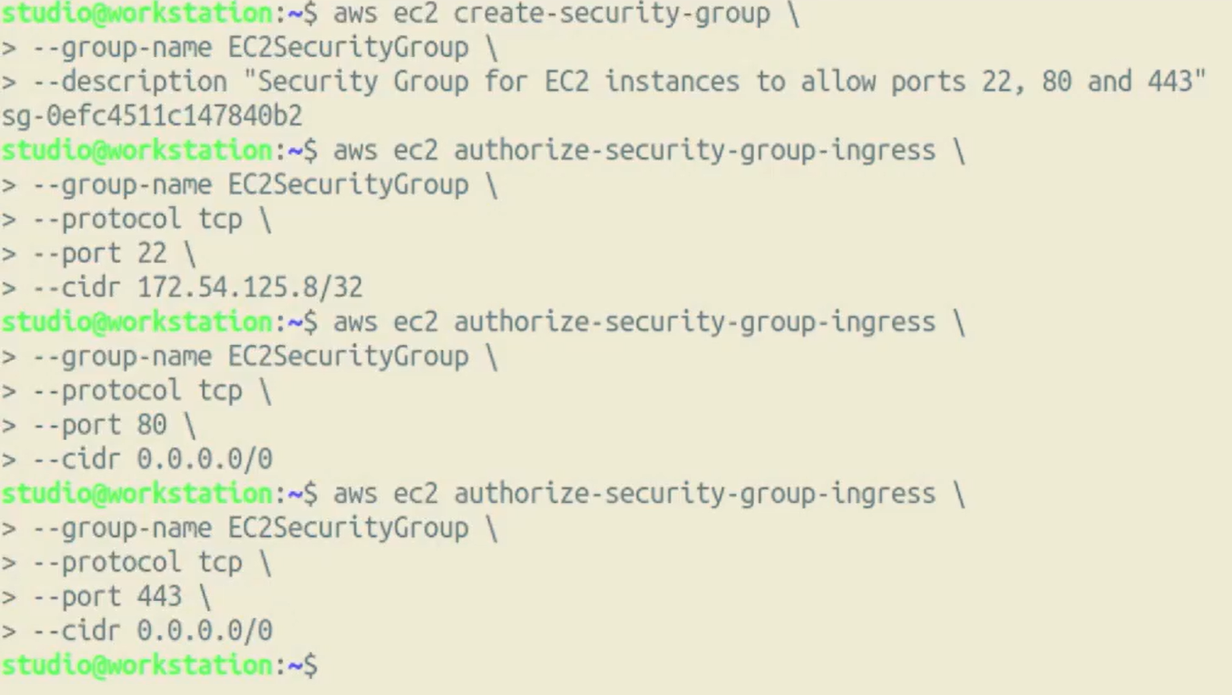 studio@workstation:~$ aws ec2 create-security-group \
> --group-name EC2SecurityGroup \
> --description "Security Group for EC2 instances to allow ports 22, 80 and 443"
sg-0efc4511c147840b2
studio@workstation:~$ aws ec2 authorize-security-group-ingress \
> --group-name EC2SecurityGroup \
> --protocol tcp \
> --port 22 \
> --cidr 172.54.125.8/32
studio@workstation:~$ aws ec2 authorize-security-group-ingress \
> --group-name EC2SecurityGroup \
> --protocol tcp \
> --port 80 \
> --cidr 0.0.0.0/0
studio@workstation:~$ aws ec2 authorize-security-group-ingress \
> --group-name EC2SecurityGroup \
> --protocol tcp \
> --port 443 \
> --cidr 0.0.0.0/0
studio@workstation:~$